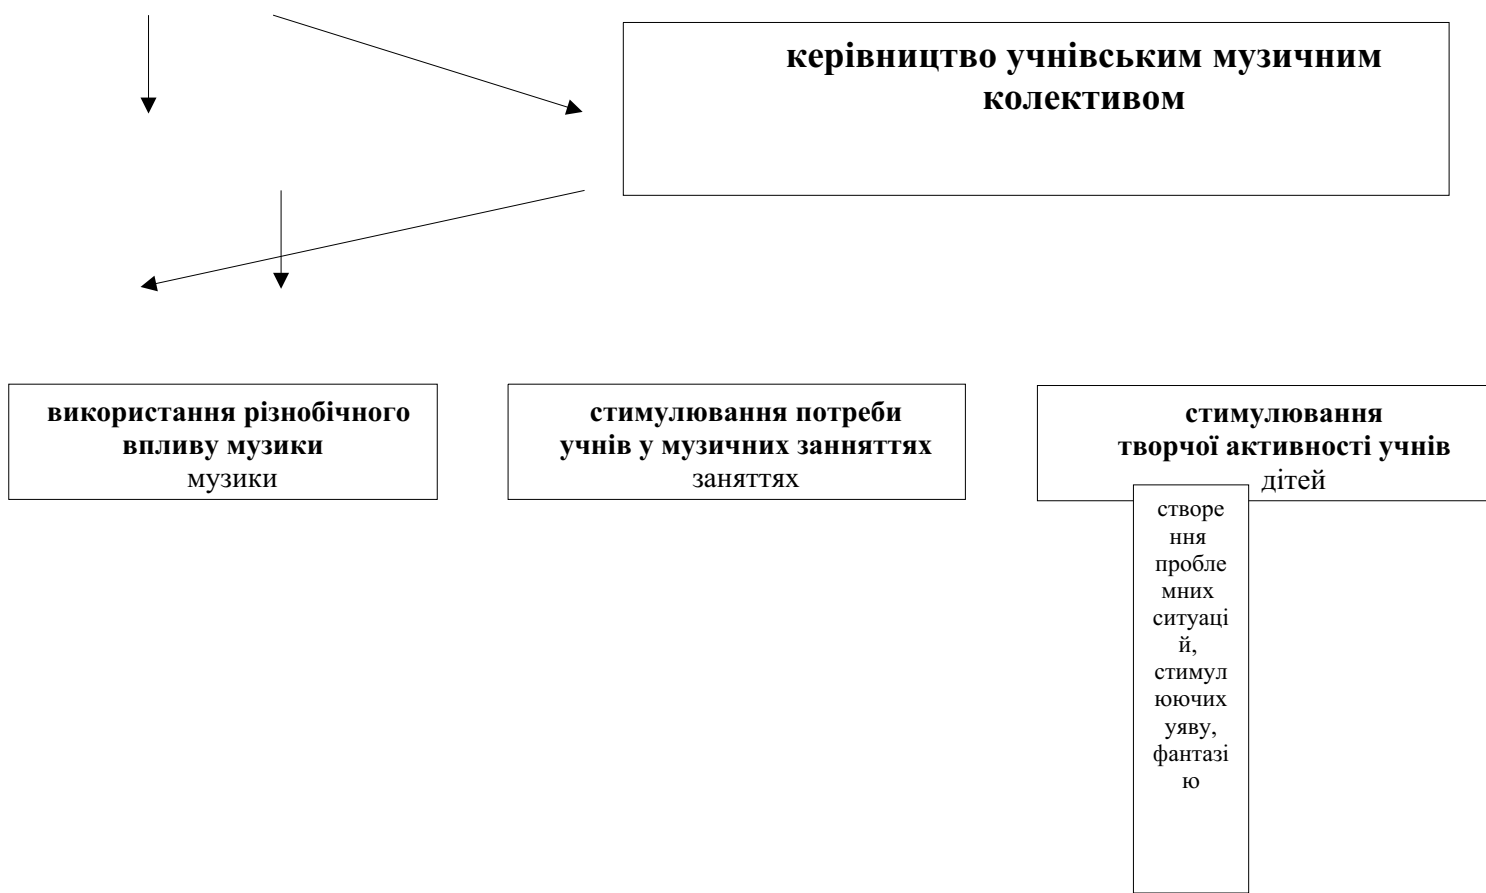 керівництво учнівським музичним
колективом
використання різнобічного
впливу музики
музики
стимулювання потреби
учнів у музичних занняттях
заняттях
стимулювання
творчої активності учнів
дітей
створе
ння
пробле
мних
ситуаці
й,
стимул
юючих
уяву,
фантазі
ю